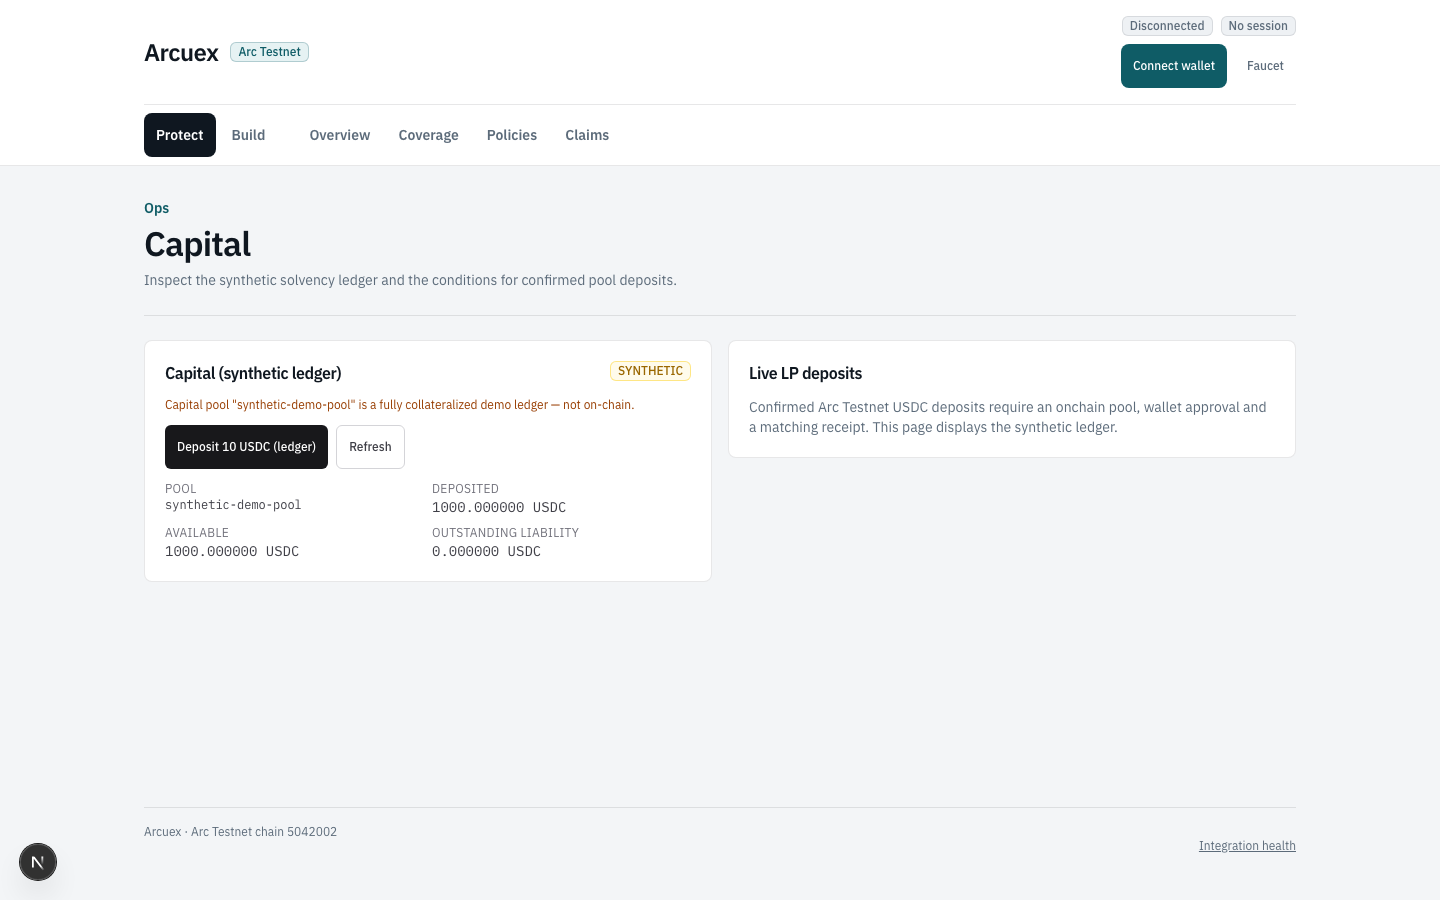 Arcuex
Arc Testnet
Disconnected
No session
Connect wallet
Faucet
Protect
Build
Overview
Coverage
Policies
Claims
Ops
Capital
Inspect the synthetic solvency ledger and the conditions for confirmed pool deposits.
Capital (synthetic ledger)
SYNTHETIC
Capital pool "synthetic-demo-pool" is a fully collateralized demo ledger — not on-chain.
Deposit 10 USDC (ledger)
Refresh
POOL
synthetic-demo-pool
DEPOSITED
1000.000000 USDC
AVAILABLE
1000.000000 USDC
OUTSTANDING LIABILITY
0.000000 USDC
Live LP deposits
Confirmed Arc Testnet USDC deposits require an onchain pool, wallet approval and
a matching receipt. This page displays the synthetic ledger.
Arcuex · Arc Testnet chain 5042002
Integration health
N